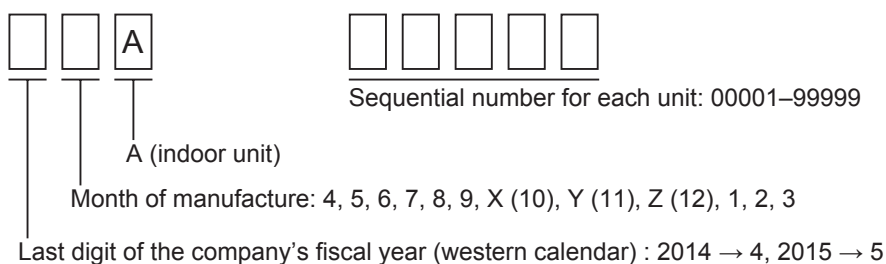 A
Sequential number for each unit: 00001–99999
A (indoor unit)
Month of manufacture: 4, 5, 6, 7, 8, 9, X (10), Y (11), Z (12), 1, 2, 3
Last digit of the company’s fiscal year (western calendar) : 2014 → 4, 2015 → 5